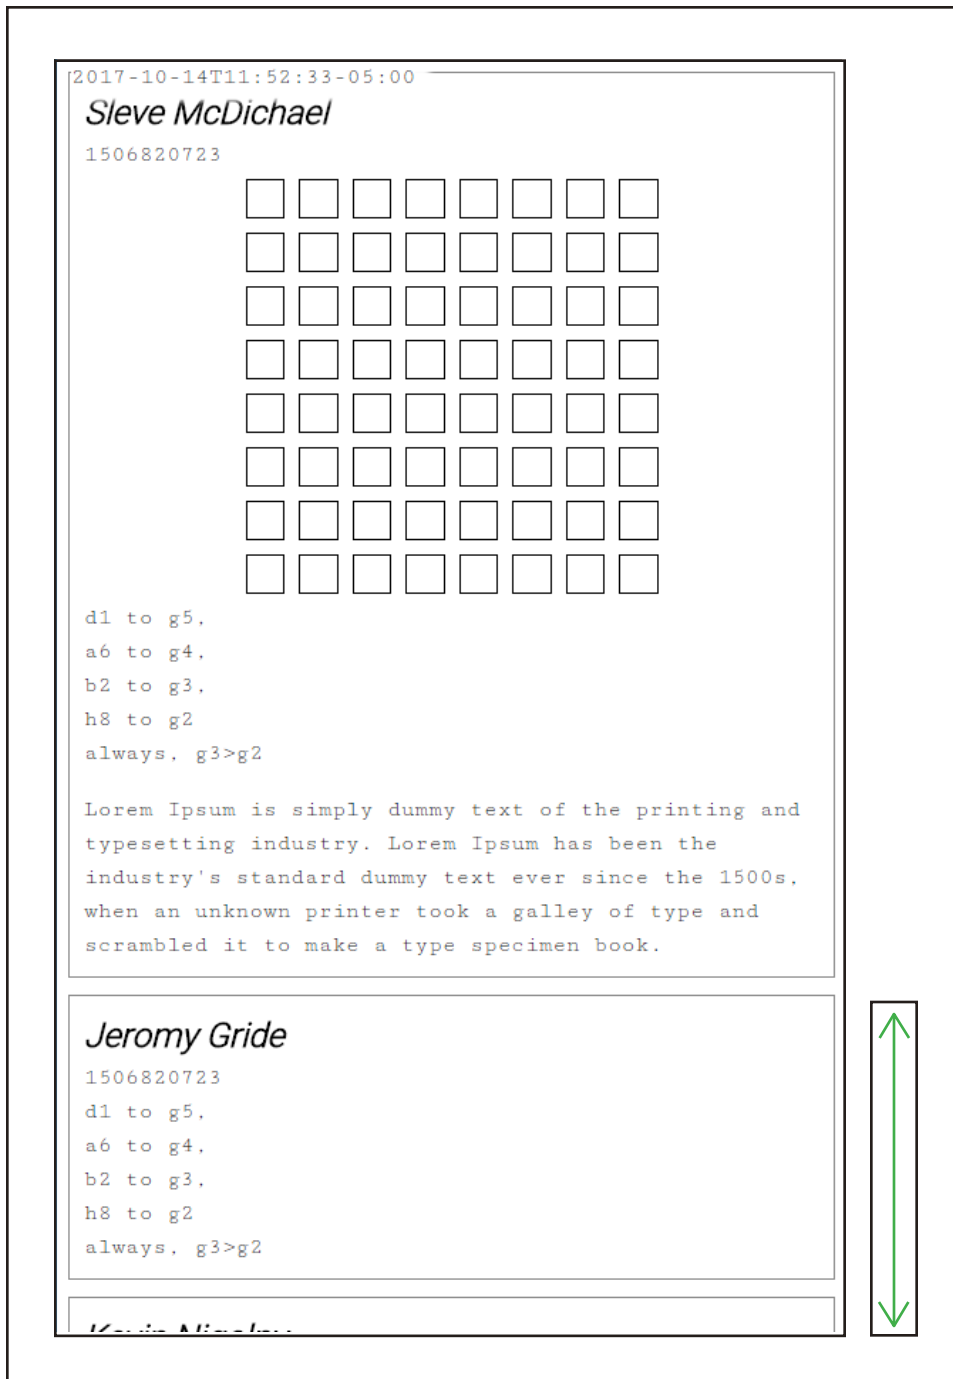 2017-10-14T11:52:33-05:00
Sleve McDichael
1506820723
d1 to g5,
a6 to g4,
b2 to g3,
h8 to g2
always, g3>g2
Lorem Ipsum is simply dummy text of the printing and
typesetting industry. Lorem Ipsum has been the
industry's standard dummy text ever since the 1500s,
when an unknown printer took a galley of type and
scrambled it to make a type specimen book.
Jeromy Gride
1506820723
d1 to g5,
a6 to g4,
b2 to g3,
h8 to g2
always, g3>g2
Kevin